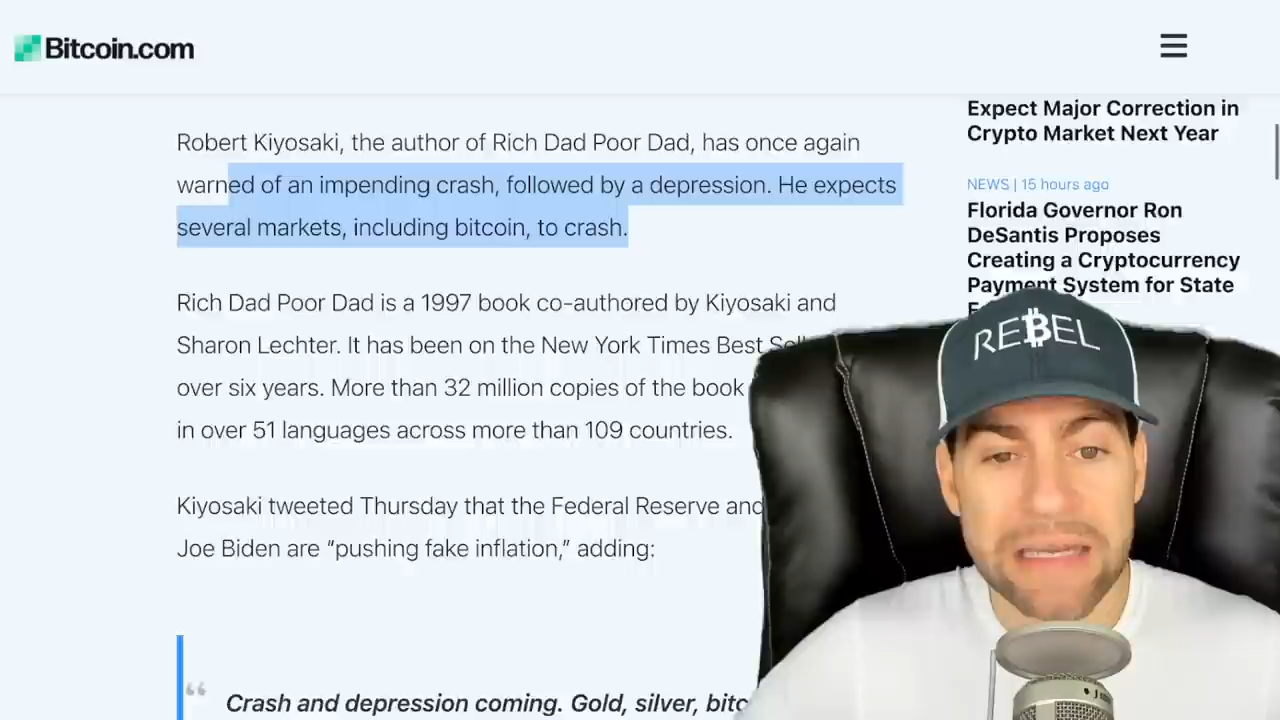 Bitcoin.com
Robert Kiyosaki, the author of Rich Dad Poor Dad, has once again
warned of an impending crash, followed by a depression. He expects
several markets, including bitcoin, to crash.
Rich Dad Poor Dad is a 1997 book co-authored by Kiyosaki and
Sharon Lechter. It has been on the New York Times Best
over six years. More than 32 million copies of the book
in over 51 languages across more than 109 countries.
Kiyosaki tweeted Thursday that the Federal Reserve and
Joe Biden are “pushing fake inflation,” adding:
“
Crash and depression coming. Gold, silver, bitc
Expect Major Correction in
Crypto Market Next Year
NEWS | 15 hours ago
Florida Governor Ron
DeSantis Proposes
Creating a Cryptocurrency
Payment System for State
REBEL